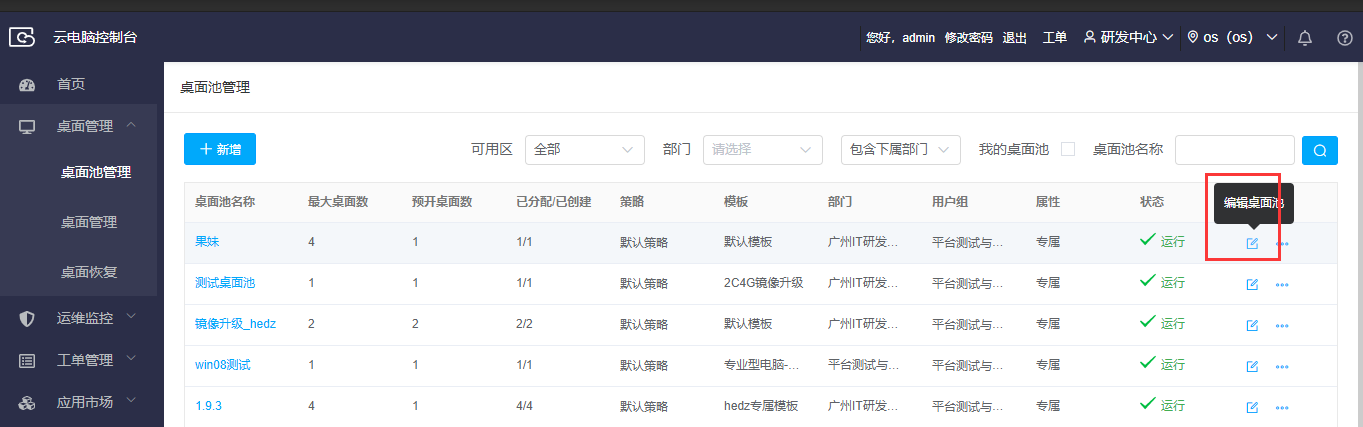 云电脑控制台
您好，admin 修改密码 退出 工单 研发中心 os（os）
首页
桌面管理
桌面池管理
桌面管理
桌面恢复
运维监控
工单管理
应用市场
桌面池管理
新增 可用区 全部 部门 请选择 包含下属部门 我的桌面池 桌面池名称
编辑桌面池
桌面池名称 最大桌面数 预开桌面数 已分配/已创建 策略 模板 部门 用户组 属性 状态
果妹 4 1 1/1 默认策略 默认模板 广州IT研发... 平台测试与... 专属 运行
测试桌面池 1 1 1/1 默认策略 2C4G镜像升级 广州IT研发... 平台测试与... 专属 运行
镜像升级_hedz 2 2 2/2 默认策略 默认模板 广州IT研发... 平台测试与... 专属 运行
win08测试 1 1 1/1 默认策略 专业型电脑-... 平台测试与... 平台测试与... 专属 运行
1.9.3 4 1 4/4 默认策略 hedz专属模板 广州IT研发... 平台测试与... 专属 运行